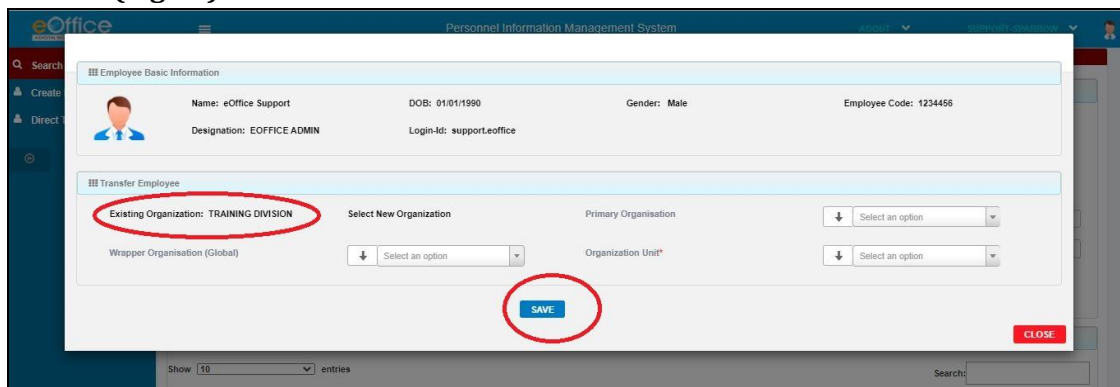 eOffice
Personnel Information Management System
ABOUT
SUPPORT-SPARROW
Search
Create
Direct T
Employee Basic Information
Name: eOffice Support DOB: 01/01/1990 Gender: Male Employee Code: 1234456
Designation: EOFFICE ADMIN Login-Id: support.eoffice
Transfer Employee
Existing Organization: TRAINING DIVISION Select New Organization Primary Organisation Select an option
Wrapper Organisation (Global) Select an option Organization Unit* Select an option
SAVE
CLOSE
Show 10 entries Search: